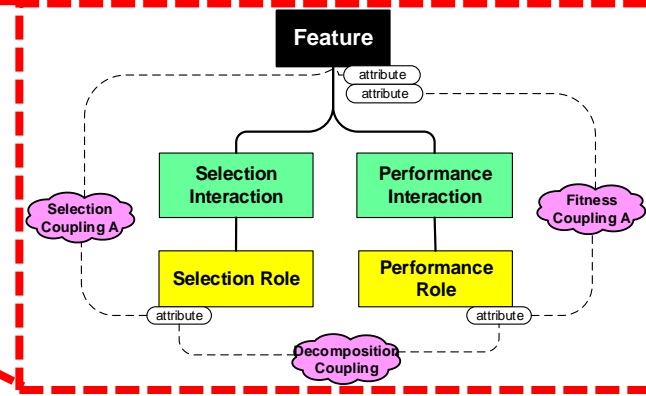 Feature
attribute
attribute
Selection
Interaction
Performance
Interaction
Selection
Coupling A
Fitness
Coupling A
Selection Role
Performance
Role
attribute
attribute
Decomposition
Coupling